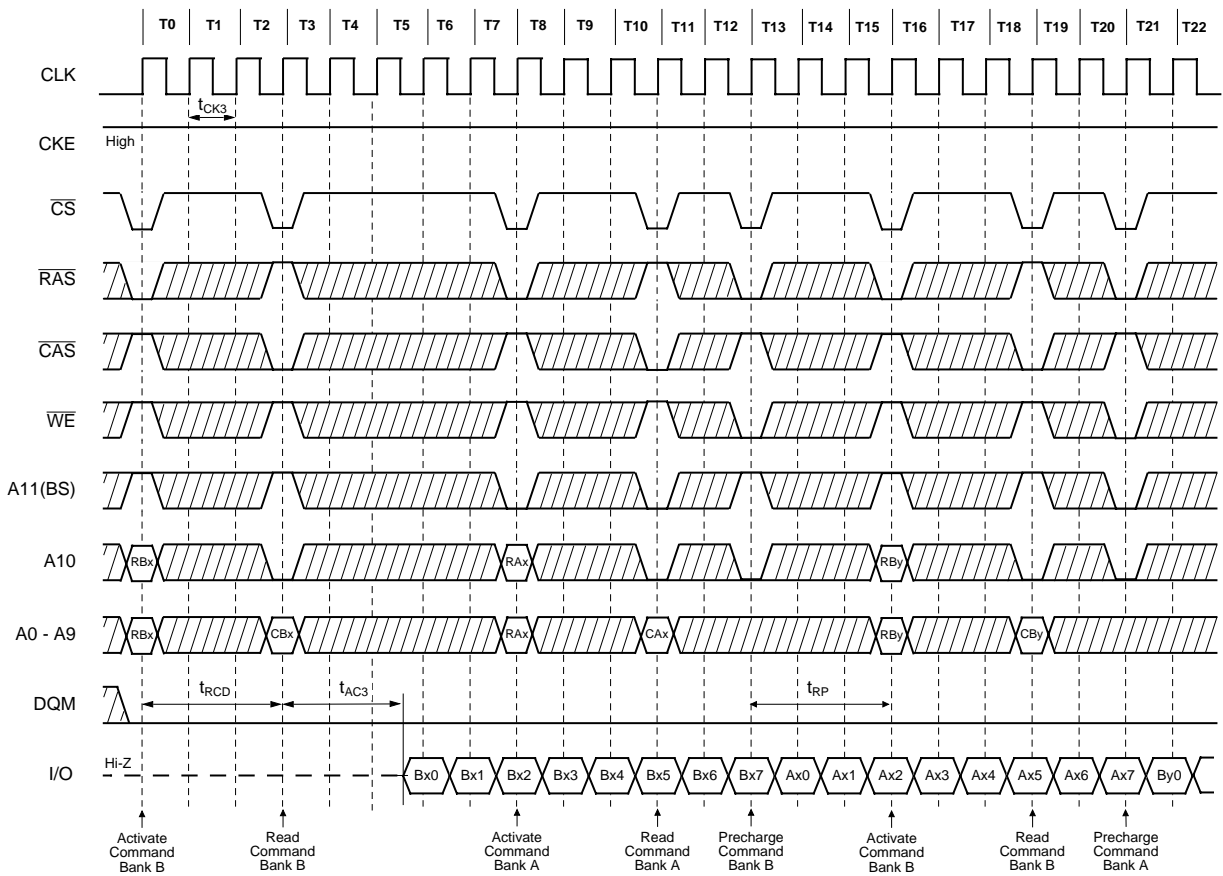 T0 T1 T2 T3 T4 T5 T6 T7 T8 T9 T10 T11 T12 T13 T14 T15 T16 T17 T18 T19 T20 T21 T22
CLK
tCK3
CKE
High
CS
RAS
CAS
WE
A11(BS)
A10
RBx RAx RBy
A0 - A9
RBx CBx RAx CAx RBy CBy
DQM
tRCD tAC3 tRP
I/O
Hi-Z
Bx0 Bx1 Bx2 Bx3 Bx4 Bx5 Bx6 Bx7 Ax0 Ax1 Ax2 Ax3 Ax4 Ax5 Ax6 Ax7 By0
Activate
Command
Bank B
Read
Command
Bank B
Activate
Command
Bank A
Read
Command
Bank A
Precharge
Command
Bank B
Activate
Command
Bank B
Read
Command
Bank B
Precharge
Command
Bank A